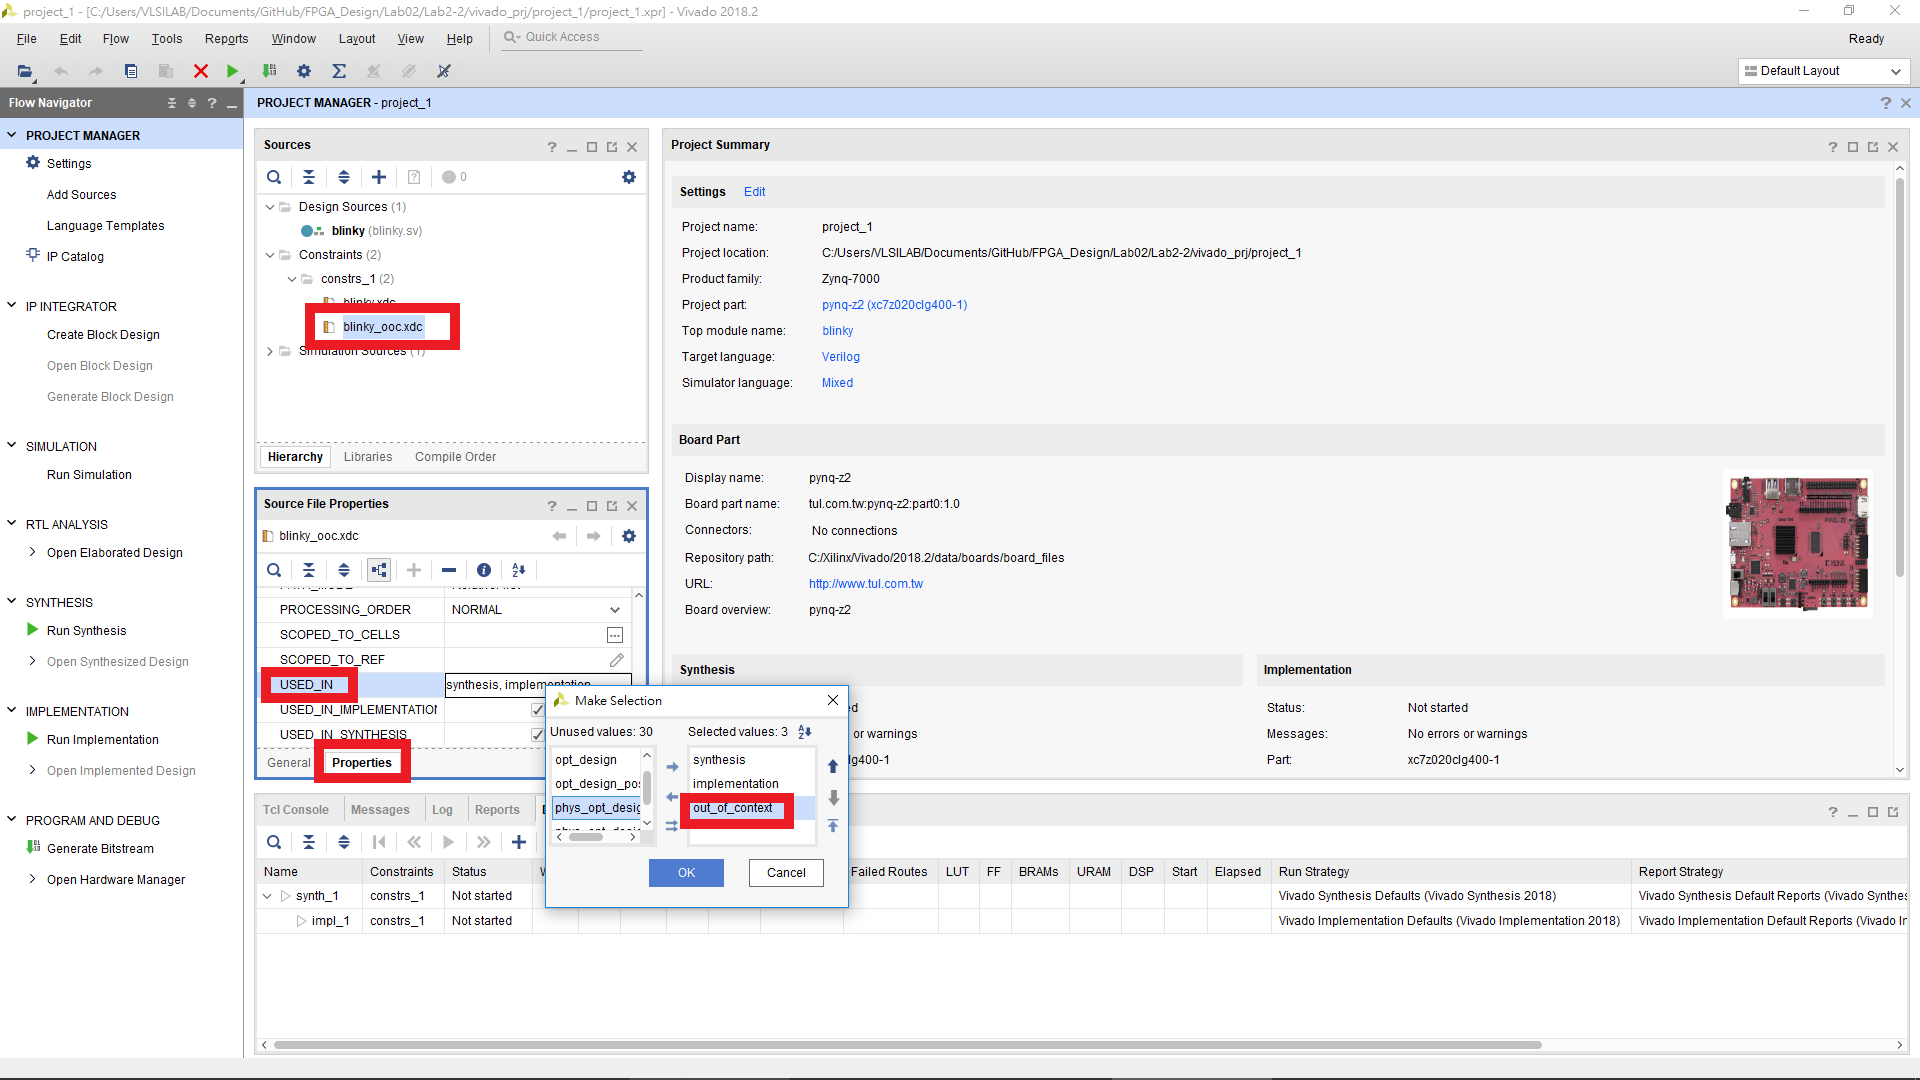 project_1 - [C:/Users/VLSILAB/Documents/GitHub/FPGA_Design/Lab02/Lab2-2/vivado_prj/project_1/project_1.xpr] - Vivado 2018.2
File Edit Flow Tools Reports Window Layout View Help Quick Access Ready
Default Layout
Flow Navigator
PROJECT MANAGER - project_1
PROJECT MANAGER
Settings
Add Sources
Language Templates
IP Catalog
IP INTEGRATOR
Create Block Design
Open Block Design
Generate Block Design
SIMULATION
Run Simulation
RTL ANALYSIS
Open Elaborated Design
SYNTHESIS
Run Synthesis
Open Synthesized Design
IMPLEMENTATION
Run Implementation
Open Implemented Design
PROGRAM AND DEBUG
Generate Bitstream
Open Hardware Manager
Sources
0
Design Sources (1)
blinky (blinky.sv)
Constraints (2)
constrs_1 (2)
blinky.xdc
blinky_ooc.xdc
Simulation Sources (1)
Hierarchy Libraries Compile Order
Source File Properties
blinky_ooc.xdc
PROCESSING_ORDER NORMAL
SCOPED_TO_CELLS
SCOPED_TO_REF
USED_IN synthesis, implementation
USED_IN_IMPLEMENTATION
USED_IN_SYNTHESIS
General Properties
Project Summary
Settings Edit
Project name: project_1
Project location: C:/Users/VLSILAB/Documents/GitHub/FPGA_Design/Lab02/Lab2-2/vivado_prj/project_1
Product family: Zynq-7000
Project part: pynq-z2 (xc7z020clg400-1)
Top module name: blinky
Target language: Verilog
Simulator language: Mixed
Board Part
Display name: pynq-z2
Board part name: tul.com.tw:pynq-z2:part0:1.0
Connectors: No connections
Repository path: C:/Xilinx/Vivado/2018.2/data/boards/board_files
URL: http://www.tul.com.tw
Board overview: pynq-z2
Synthesis
ed
or warnings
g400-1
Implementation
Status: Not started
Messages: No errors or warnings
Part: xc7z020clg400-1
Make Selection
Unused values: 30 Selected values: 3
opt_design
opt_design_pos
phys_opt_desig
synthesis
implementation
out_of_context
OK Cancel
Tcl Console Messages Log Reports
Name Constraints Status W Failed Routes LUT FF BRAMs URAM DSP Start Elapsed Run Strategy Report Strategy
synth_1 constrs_1 Not started Vivado Synthesis Defaults (Vivado Synthesis 2018) Vivado Synthesis Default Reports (Vivado Synthes
impl_1 constrs_1 Not started Vivado Implementation Defaults (Vivado Implementation 2018) Vivado Implementation Default Reports (Vivado In